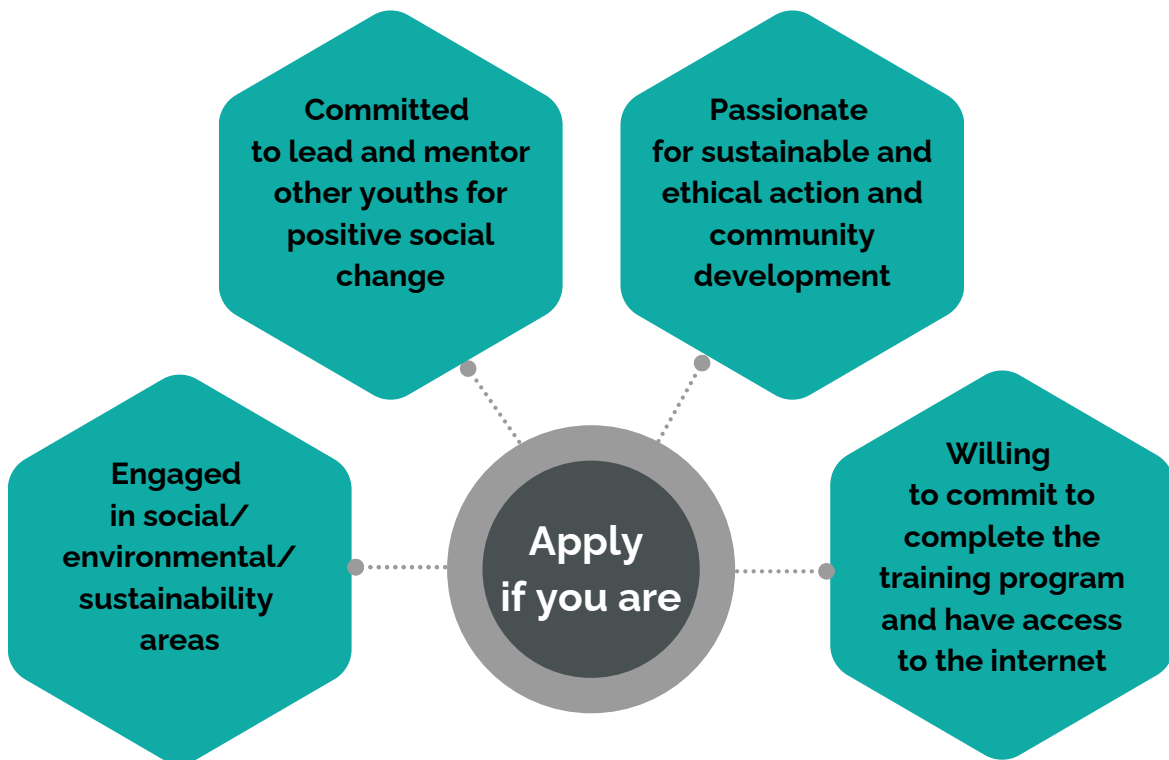 Committed
to lead and mentor
other youths for
positive social
change
Passionate
for sustainable and
ethical action and
community
development
Engaged
in social/
environmental/
sustainability
areas
Apply
if you are
Willing
to commit to
complete the
training program
and have access
to the internet